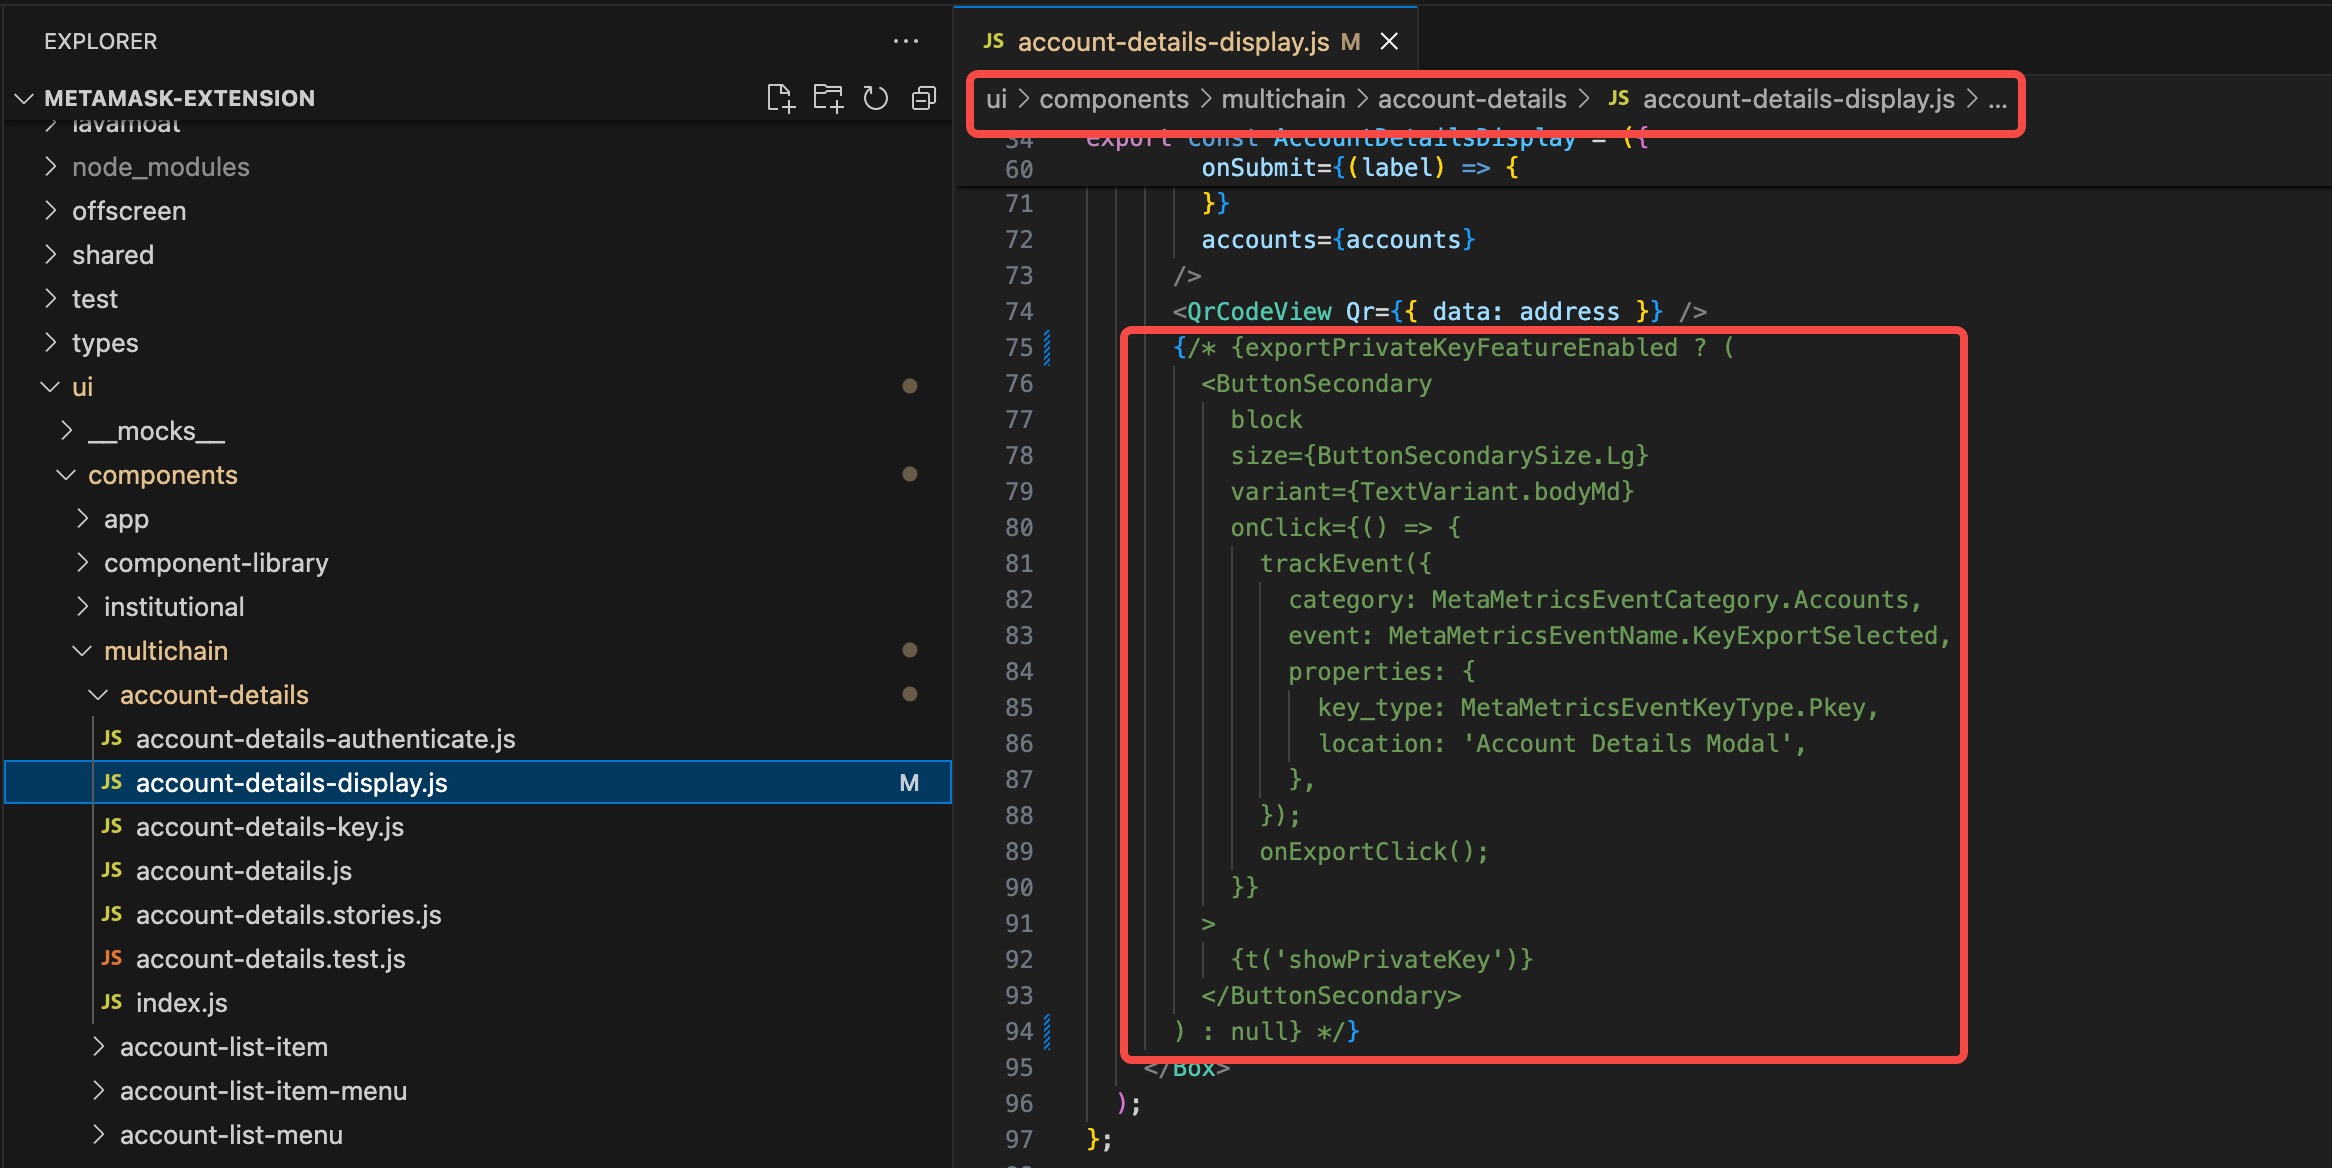 EXPLORER
METAMASK-EXTENSION
lavamoat
node_modules
offscreen
shared
test
types
ui
__mocks__
components
app
component-library
institutional
multichain
account-details
JS account-details-authenticate.js
JS account-details-display.js M
JS account-details-key.js
JS account-details.js
JS account-details.stories.js
JS account-details.test.js
JS index.js
account-list-item
account-list-item-menu
account-list-menu
JS account-details-display.js M
ui > components > multichain > account-details > JS account-details-display.js > ...
34 export const AccountDetailsDisplay = ({
60 onSubmit={(label) => {
71 }}
72 accounts={accounts}
73 />
74 <QrCodeView Qr={{ data: address }} />
75 {/* {exportPrivateKeyFeatureEnabled ? (
76 <ButtonSecondary
77 block
78 size={ButtonSecondarySize.Lg}
79 variant={TextVariant.bodyMd}
80 onClick={() => {
81 trackEvent({
82 category: MetaMetricsEventCategory.Accounts,
83 event: MetaMetricsEventName.KeyExportSelected,
84 properties: {
85 key_type: MetaMetricsEventKeyType.Pkey,
86 location: 'Account Details Modal',
87 },
88 });
89 onExportClick();
90 }}
91 >
92 {t('showPrivateKey')}
93 </ButtonSecondary>
94 ) : null} */}
95 </Box>
96 );
97 };